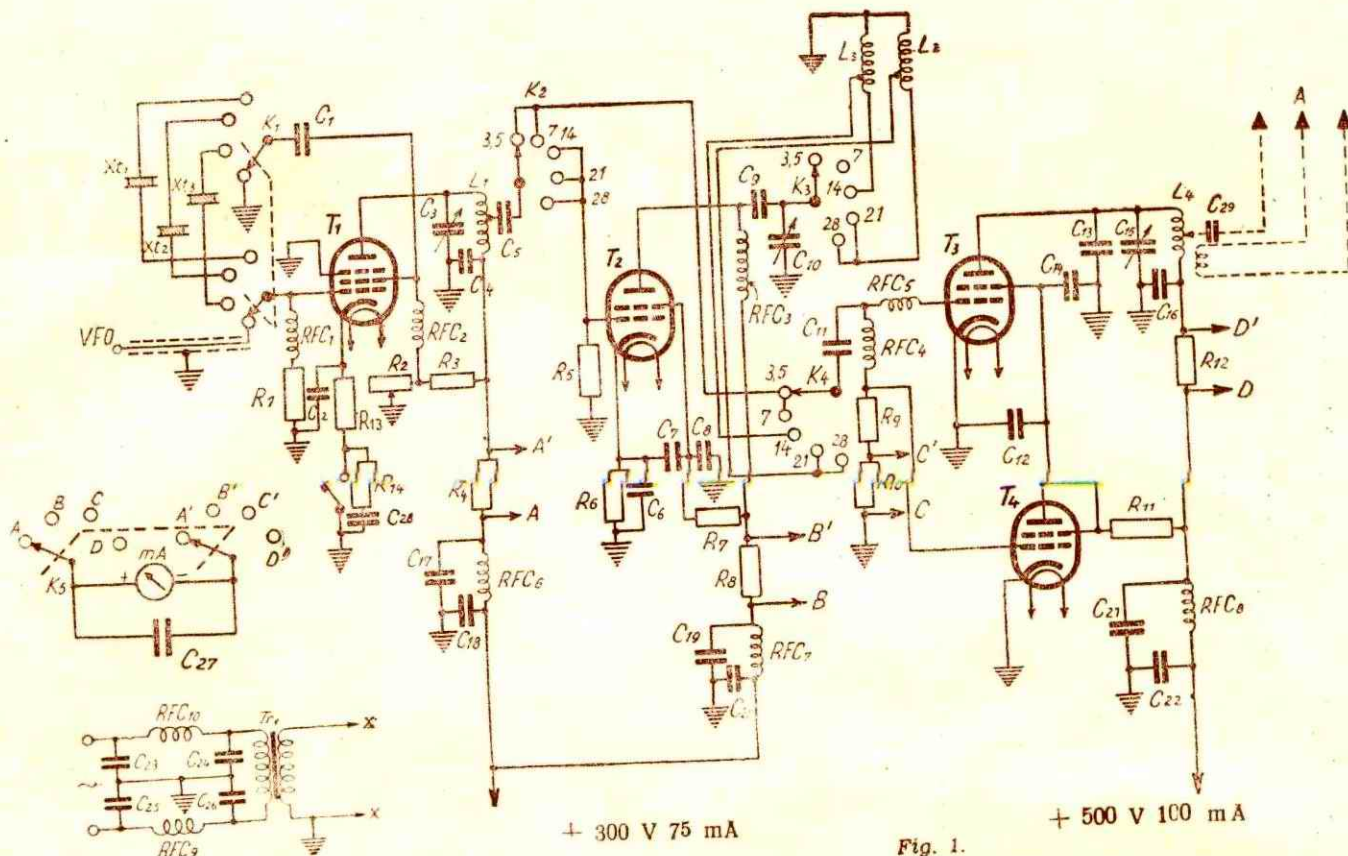 K1
C1
Xt1
Xt3
Xt2
VFO
RFC1
R1
C2
R13
R14
C28
T1
C3
C4
L1
C5
RFC2
R2
R3
K2
3,5
7
14
21
28
A'
R4
A
C17
RFC6
C18
T2
R5
R6
C6
C7
C8
R7
L3
L2
C9
RFC3
C10
K3
3,5
7
14
21
28
C11
RFC5
RFC4
K4
3,5
7
14
21
28
B'
R8
B
C19
RFC7
R9
C'
R10
C
T3
C12
C13
C14
C15
C16
L4
C29
A
D'
R12
D
T4
R11
C21
RFC8
C22
A
B
C
D
A'
B'
C'
D'
mA
+
-
K5
C27
RFC10
Tr1
x
C23
C24
~
C25
C26
x
RFC9
+ 300 V 75 mA
+ 500 V 100 mA
Fig. 1.